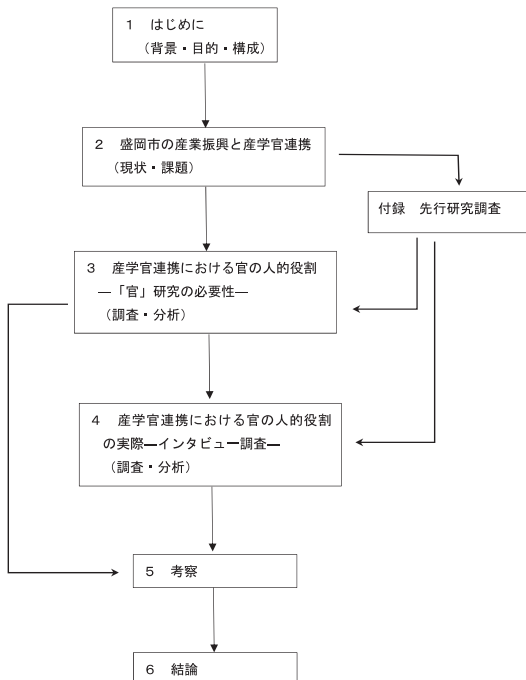 1 はじめに
(背景・目的・構成)
2 盛岡市の産業振興と産学官連携
(現状・課題)
付録 先行研究調査
3 産学官連携における官の人的役割
―「官」研究の必要性―
(調査・分析)
4 産学官連携における官の人的役割
の実際―インタビュー調査―
(調査・分析)
5 考察
6 結論